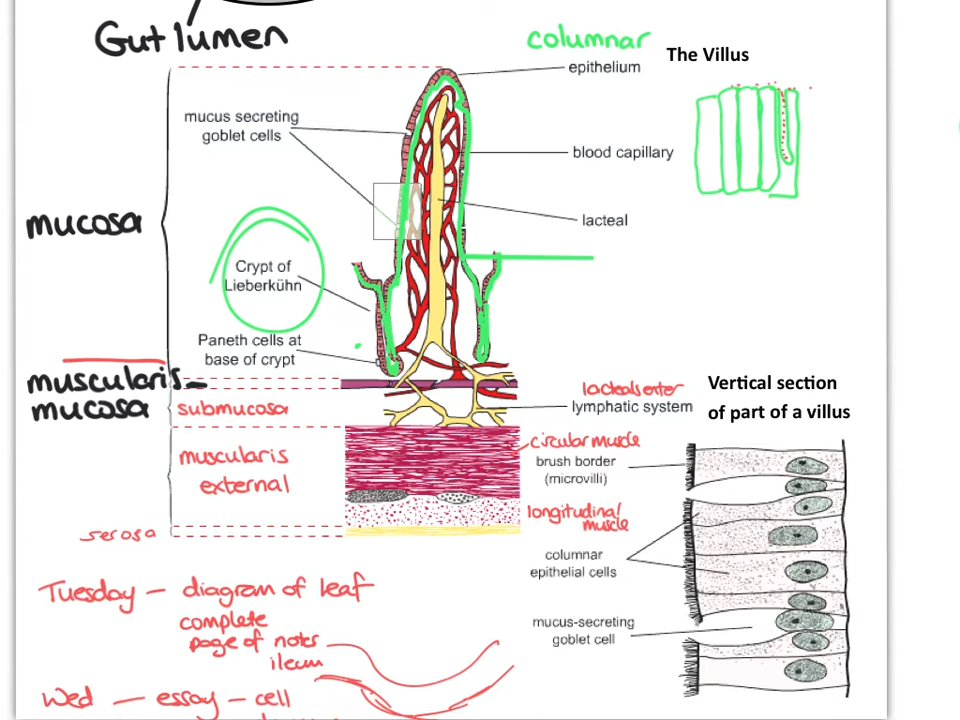 Gut lumen
columnar
epithelium
The Villus
mucus secreting
goblet cells
blood capillary
lacteal
mucosa
Crypt of
Lieberkühn
Paneth cells at
base of crypt
muscularis
mucosa
submucosa
lacteals enter
lymphatic system
Vertical section
of part of a villus
muscularis
external
circular muscle
brush border
(microvilli)
longitudinal
muscle
serosa
columnar
epithelial cells
mucus-secreting
goblet cell
Tuesday – diagram of leaf
complete
page of notes
ileum
Wed – essay – cell